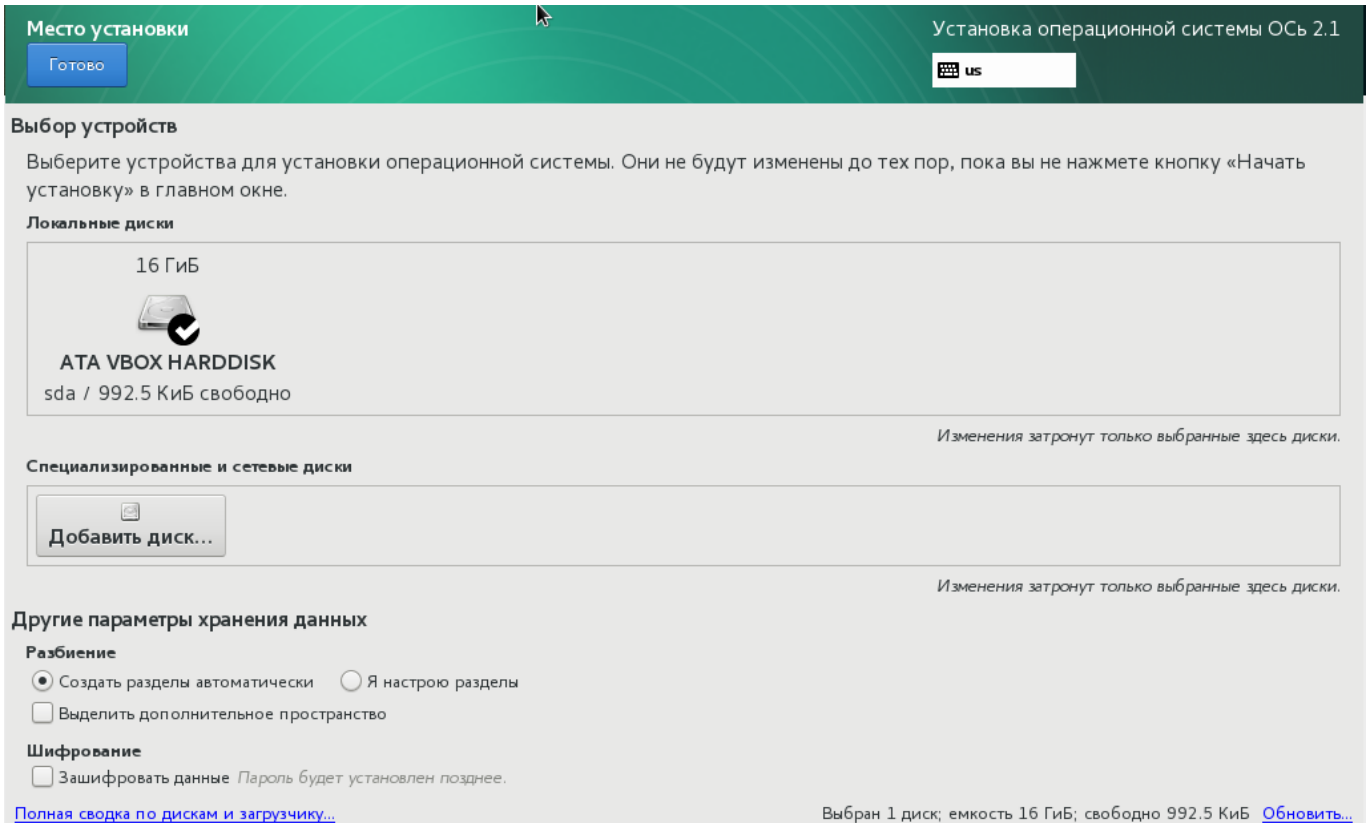 Место установки
Установка операционной системы ОСь 2.1
Готово
us
Выбор устройств
Выберите устройства для установки операционной системы. Они не будут изменены до тех пор, пока вы не нажмете кнопку «Начать
установку» в главном окне.
Локальные диски
16 ГиБ
ATA VBOX HARDDISK
sda / 992.5 КиБ свободно
Изменения затронут только выбранные здесь диски.
Специализированные и сетевые диски
Добавить диск...
Изменения затронут только выбранные здесь диски.
Другие параметры хранения данных
Разбиение
Создать разделы автоматически Я настрою разделы
Выделить дополнительное пространство
Шифрование
Зашифровать данные Пароль будет установлен позднее.
Полная сводка по дискам и загрузчику... Выбран 1 диск; емкость 16 ГиБ; свободно 992.5 КиБ Обновить...